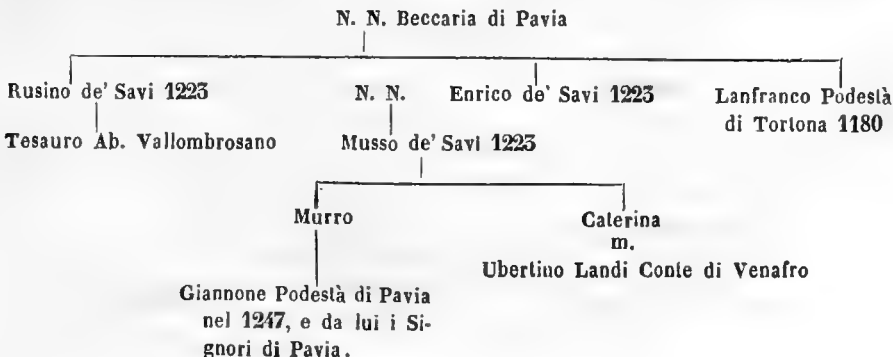 N. N. Beccaria di Pavia
Rusino de' Savi 1223
N. N.
Enrico de' Savi 1223
Lanfranco Podestà
di Tortona 1180
Tesauro Ab. Vallombrosano
Musso de' Savi 1223
Murro
Caterina
m.
Ubertino Landi Conte di Venafro
Giannone Podestà di Pavia
nel 1247, e da lui i Si-
gnori di Pavia.